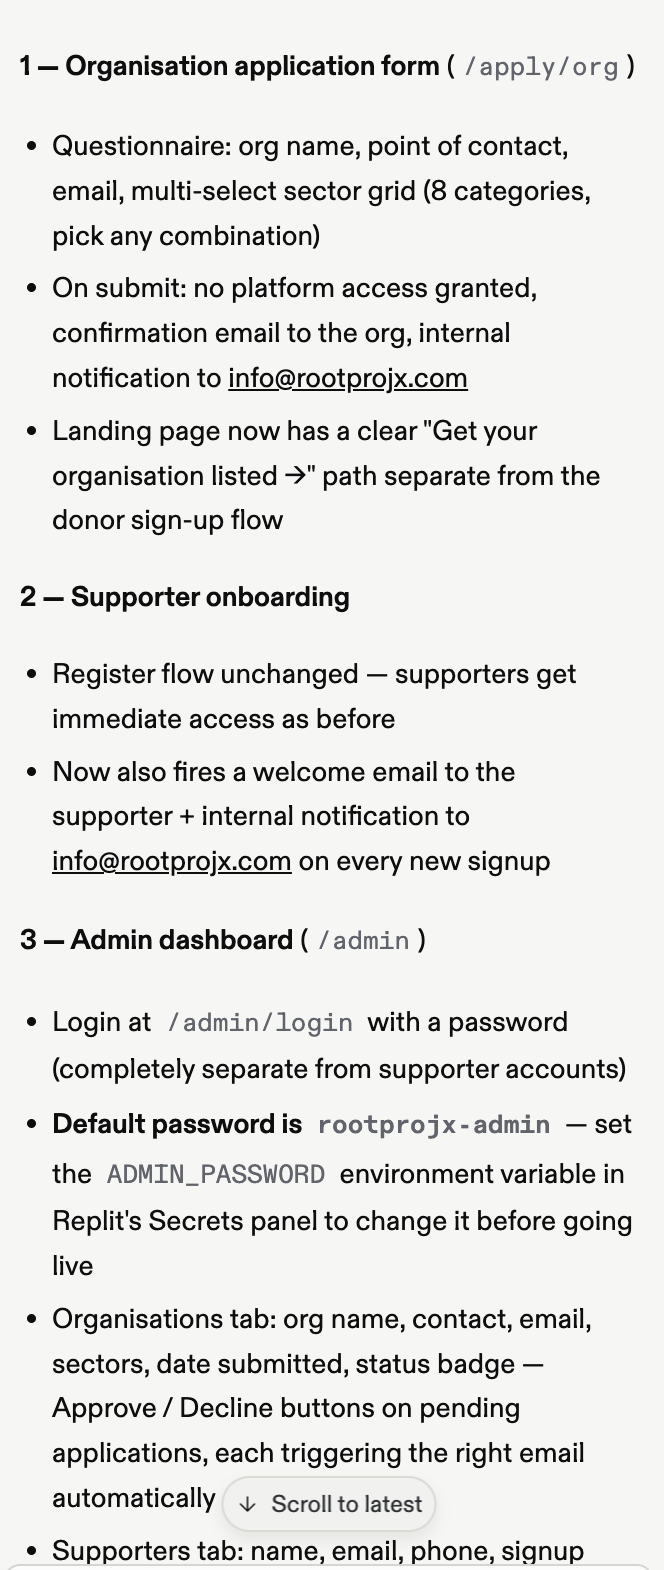 1 — Organisation application form ( /apply/org )
• Questionnaire: org name, point of contact,
email, multi-select sector grid (8 categories,
pick any combination)
• On submit: no platform access granted,
confirmation email to the org, internal
notification to info@rootprojx.com
• Landing page now has a clear "Get your
organisation listed →" path separate from the
donor sign-up flow
2 — Supporter onboarding
• Register flow unchanged — supporters get
immediate access as before
• Now also fires a welcome email to the
supporter + internal notification to
info@rootprojx.com on every new signup
3 — Admin dashboard ( /admin )
• Login at /admin/login with a password
(completely separate from supporter accounts)
• Default password is rootprojx-admin — set
the ADMIN_PASSWORD environment variable in
Replit's Secrets panel to change it before going
live
• Organisations tab: org name, contact, email,
sectors, date submitted, status badge —
Approve / Decline buttons on pending
applications, each triggering the right email
automatically
↓ Scroll to latest
• Supporters tab: name, email, phone, signup